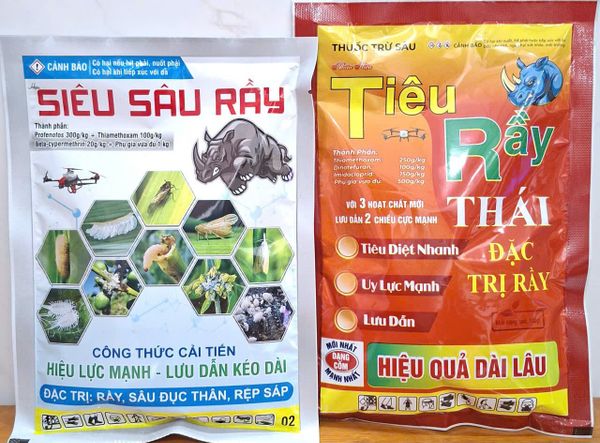 CẢNH BÁO
Có hại nếu hít phải, nuốt phải
Có hại khi tiếp xúc với da
SIÊU SÂU RẦY
Thành phần:
Profenofos 300g/kg + Thiamethoxam 100g/kg
Beta-cypermethrin 20g/kg + Phụ gia vừa đủ 1 kg
CÔNG THỨC CẢI TIẾN
HIỆU LỰC MẠNH - LƯU DẪN KÉO DÀI
ĐẶC TRỊ: RẦY, SÂU ĐỤC THÂN, RỆP SÁP
02
THUỐC TRỪ SÂU
CẢNH BÁO
Tiêu
Rầy
Thành Phần:
Thiamethoxam: 250g/kg
Dinotefuran: 100g/kg
Imidacloprid: 150g/kg
Phụ gia vừa đủ: 500g/kg
VỚI 3 HOẠT CHẤT MỚI
LƯU DẪN 2 CHIỀU CỰC MẠNH
THÁI
Tiêu Diệt Nhanh
ĐẶC
TRỊ RẦY
Uy Lực Mạnh
Lưu Dẫn
MỚI NHẤT
DẠNG
CỐM
MẠNH NHẤT
HIỆU QUẢ DÀI LÂU